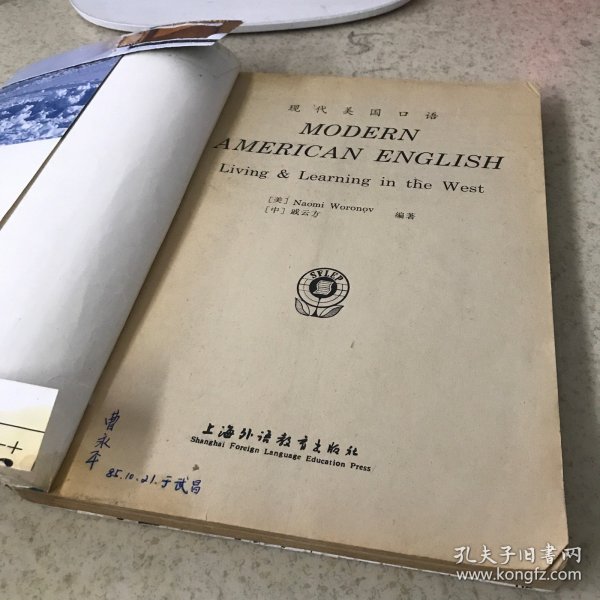 现代美国口语
MODERN
AMERICAN ENGLISH
Living & Learning in the West
[美] Naomi Woronov
[中] 戚云方 编著
SFLEP
上海外语教育出版社
Shanghai Foreign Language Education Press
曹永平
85.10.21.于武昌
孔夫子旧书网
www.kongfz.com